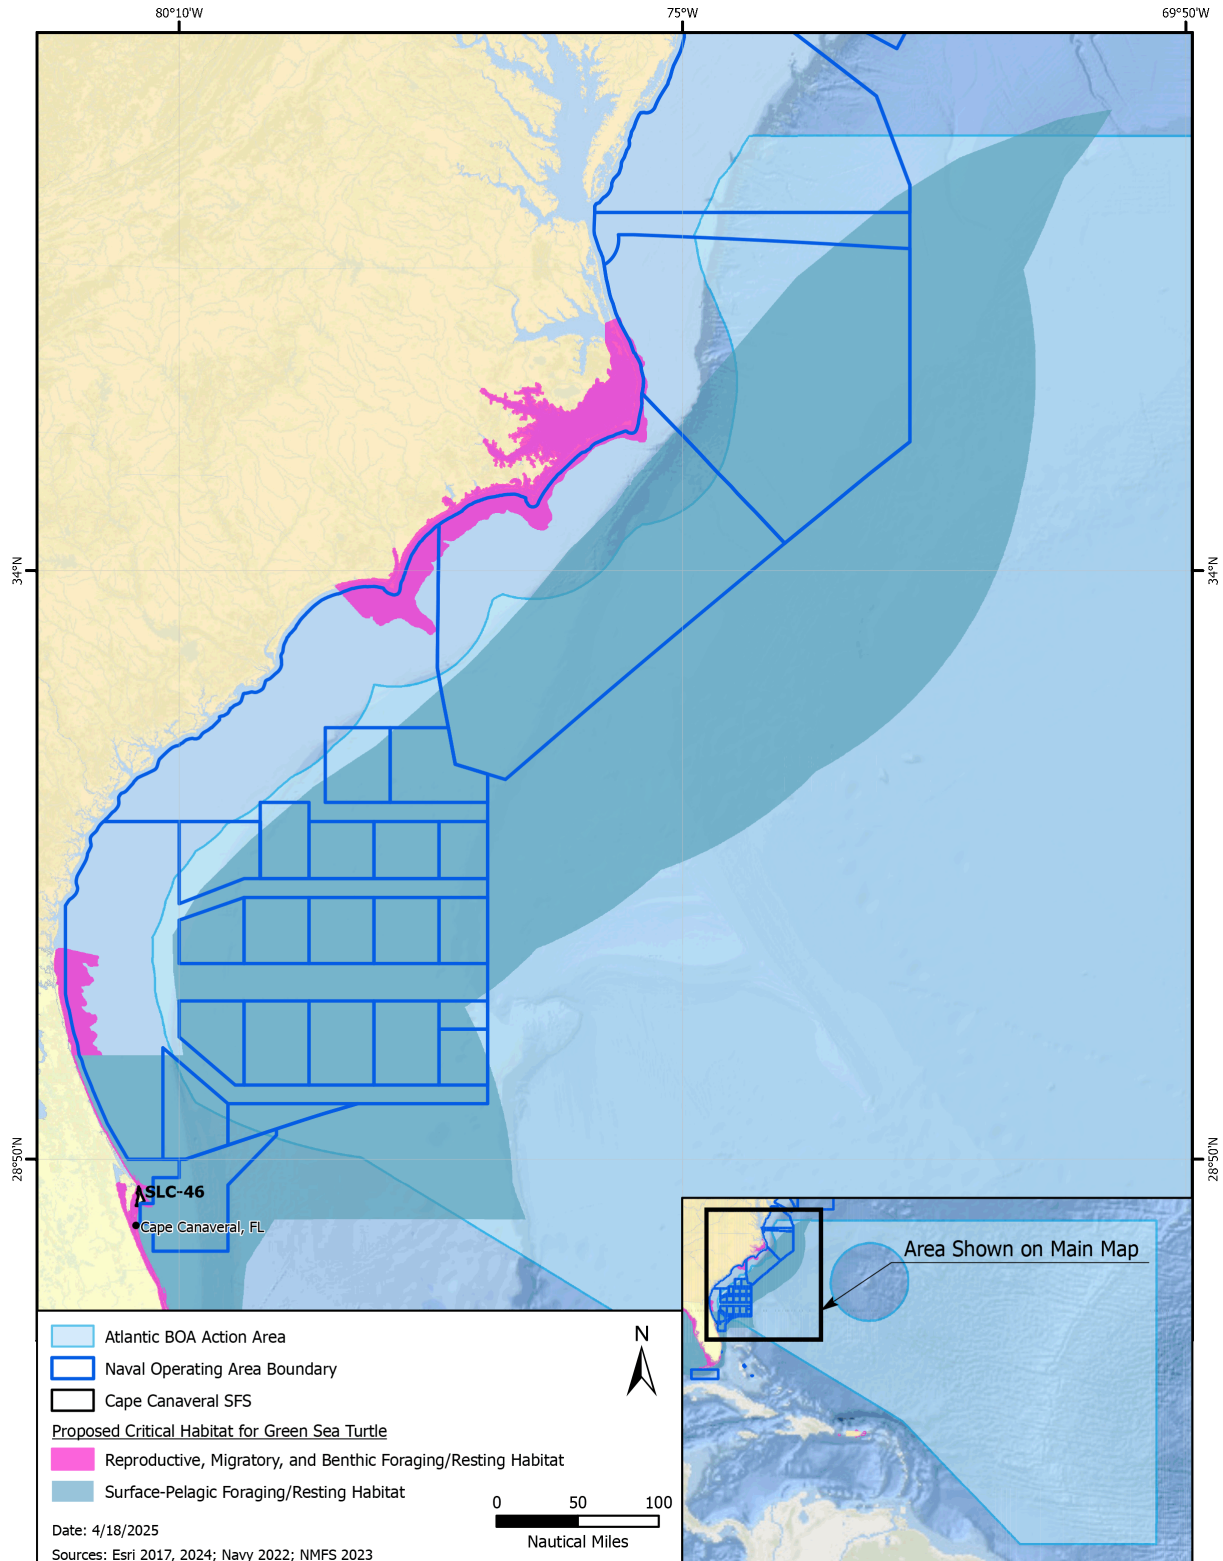 80°10'W 75°W 69°50'W
34°N 34°N
28°50'N 28°50'N
SLC-46
Cape Canaveral, FL
Area Shown on Main Map
Atlantic BOA Action Area
Naval Operating Area Boundary
Cape Canaveral SFS
Proposed Critical Habitat for Green Sea Turtle
Reproductive, Migratory, and Benthic Foraging/Resting Habitat
Surface-Pelagic Foraging/Resting Habitat
N
0 50 100
Nautical Miles
Date: 4/18/2025
Sources: Esri 2017, 2024; Navy 2022; NMFS 2023